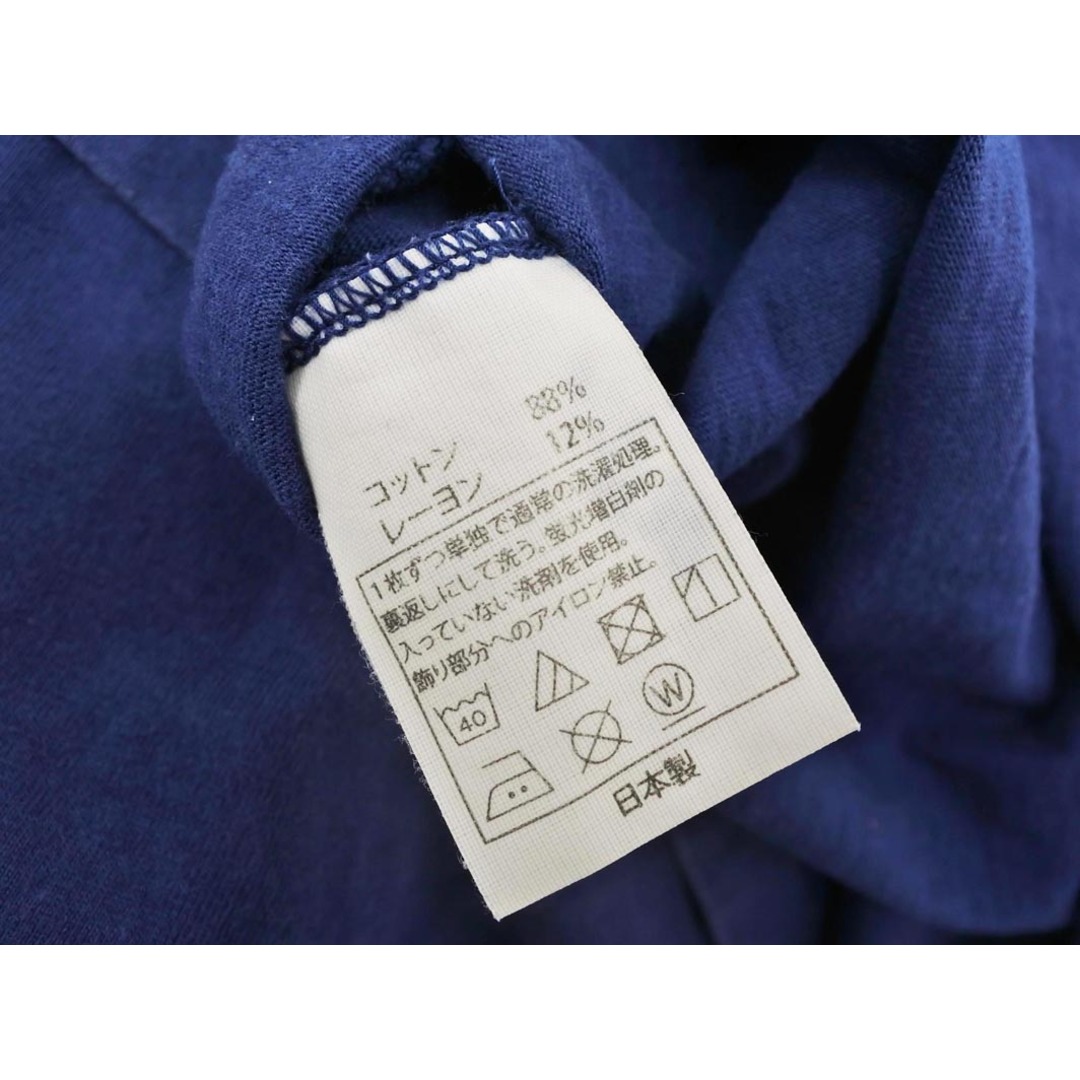 コットン 88%
レーヨン 12%
1枚ずつ単独で通常の洗濯処理。
裏返しにして洗う。蛍光増白剤の
入っていない洗剤を使用。
飾り部分へのアイロン禁止。
40
W
日本製